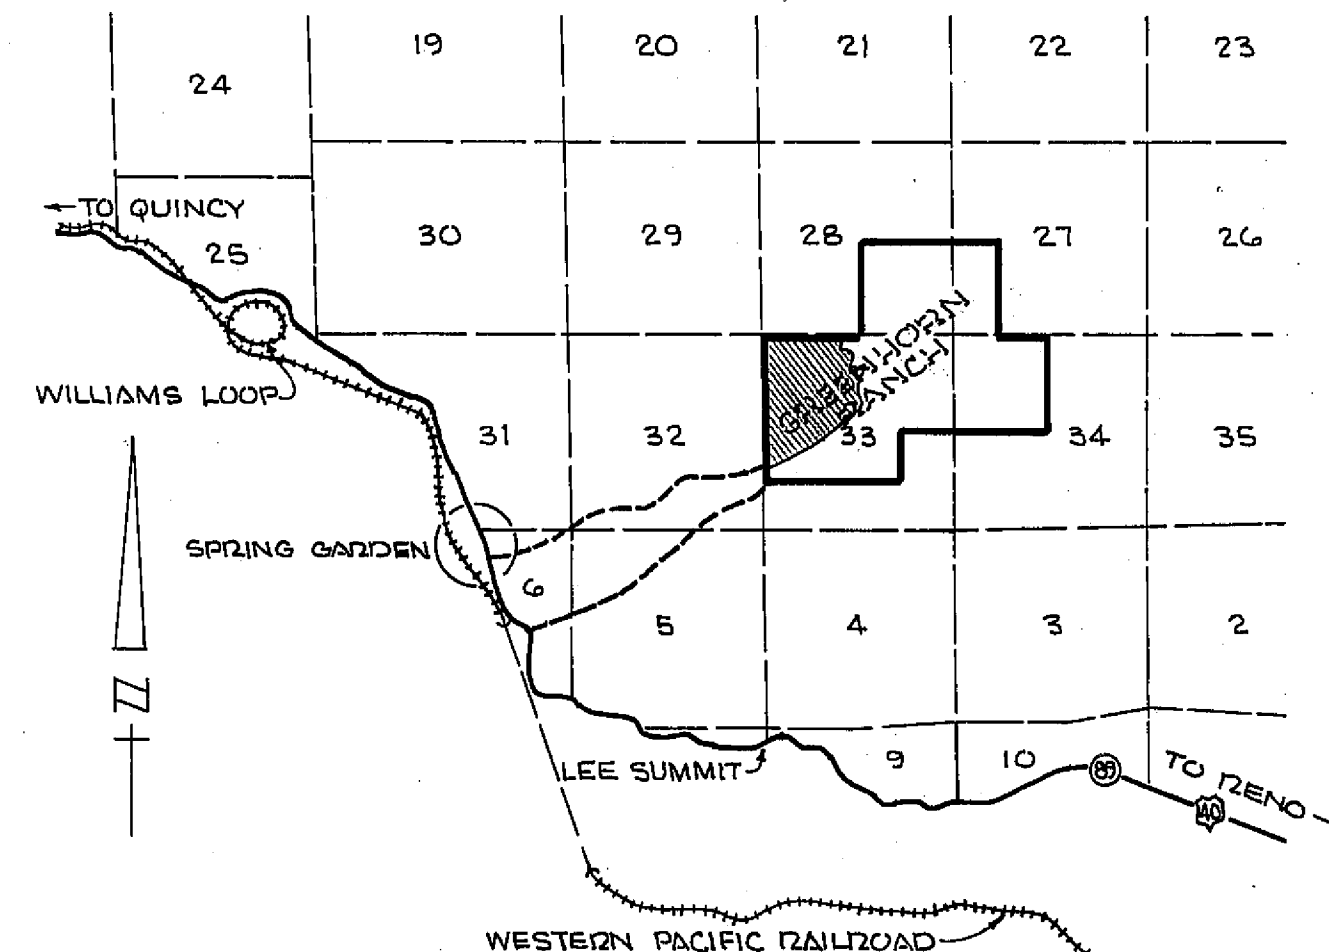 19 20 21 22 23
24
← TO QUINCY
25 30 29 28 27 26
GREENHORN
RANCH
WILLIAMS LOOP
31 32 33 34 35
SPRING GARDEN
6 5 4 3 2
N
LEE SUMMIT
9 10 89 TO RENO
40
WESTERN PACIFIC RAILROAD